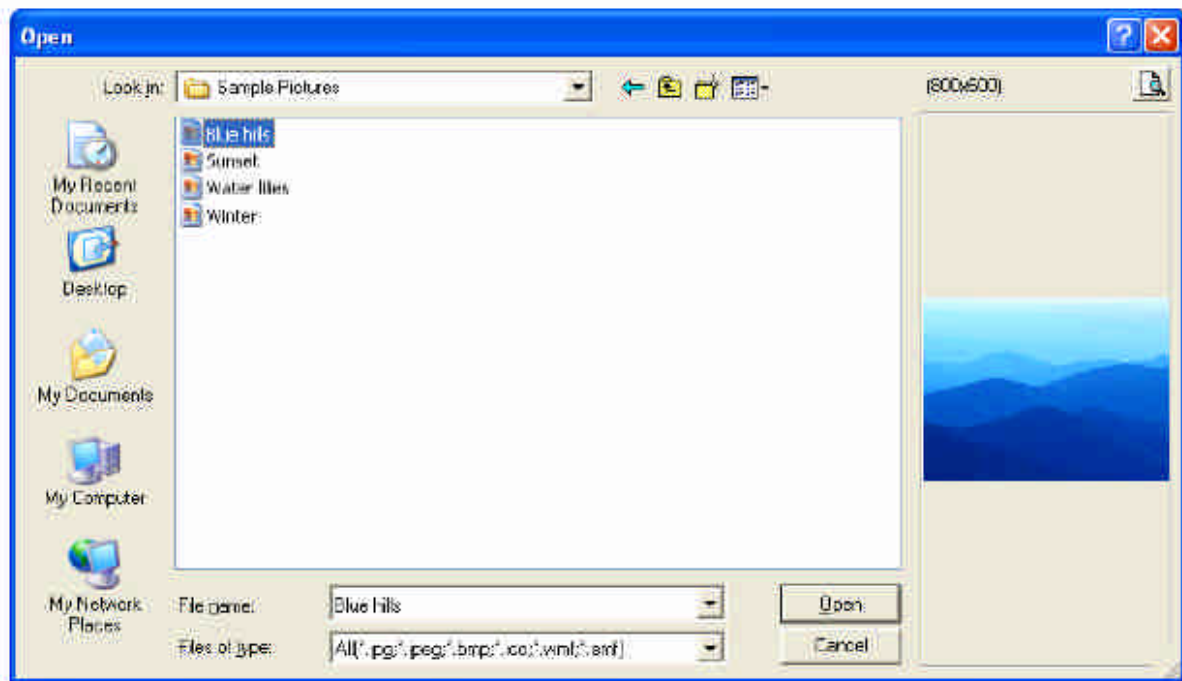 Open
Look in:
Sample Pictures
(800x600)
Blue hills
Sunset
Water lilies
Winter
My Recent
Documents
Desktop
My Documents
My Computer
My Network
Places
File name:
Blue hills
Open
Files of type:
All(*.jpg;*.jpeg;*.bmp;*.ico;*.wmf;*.emf)
Cancel